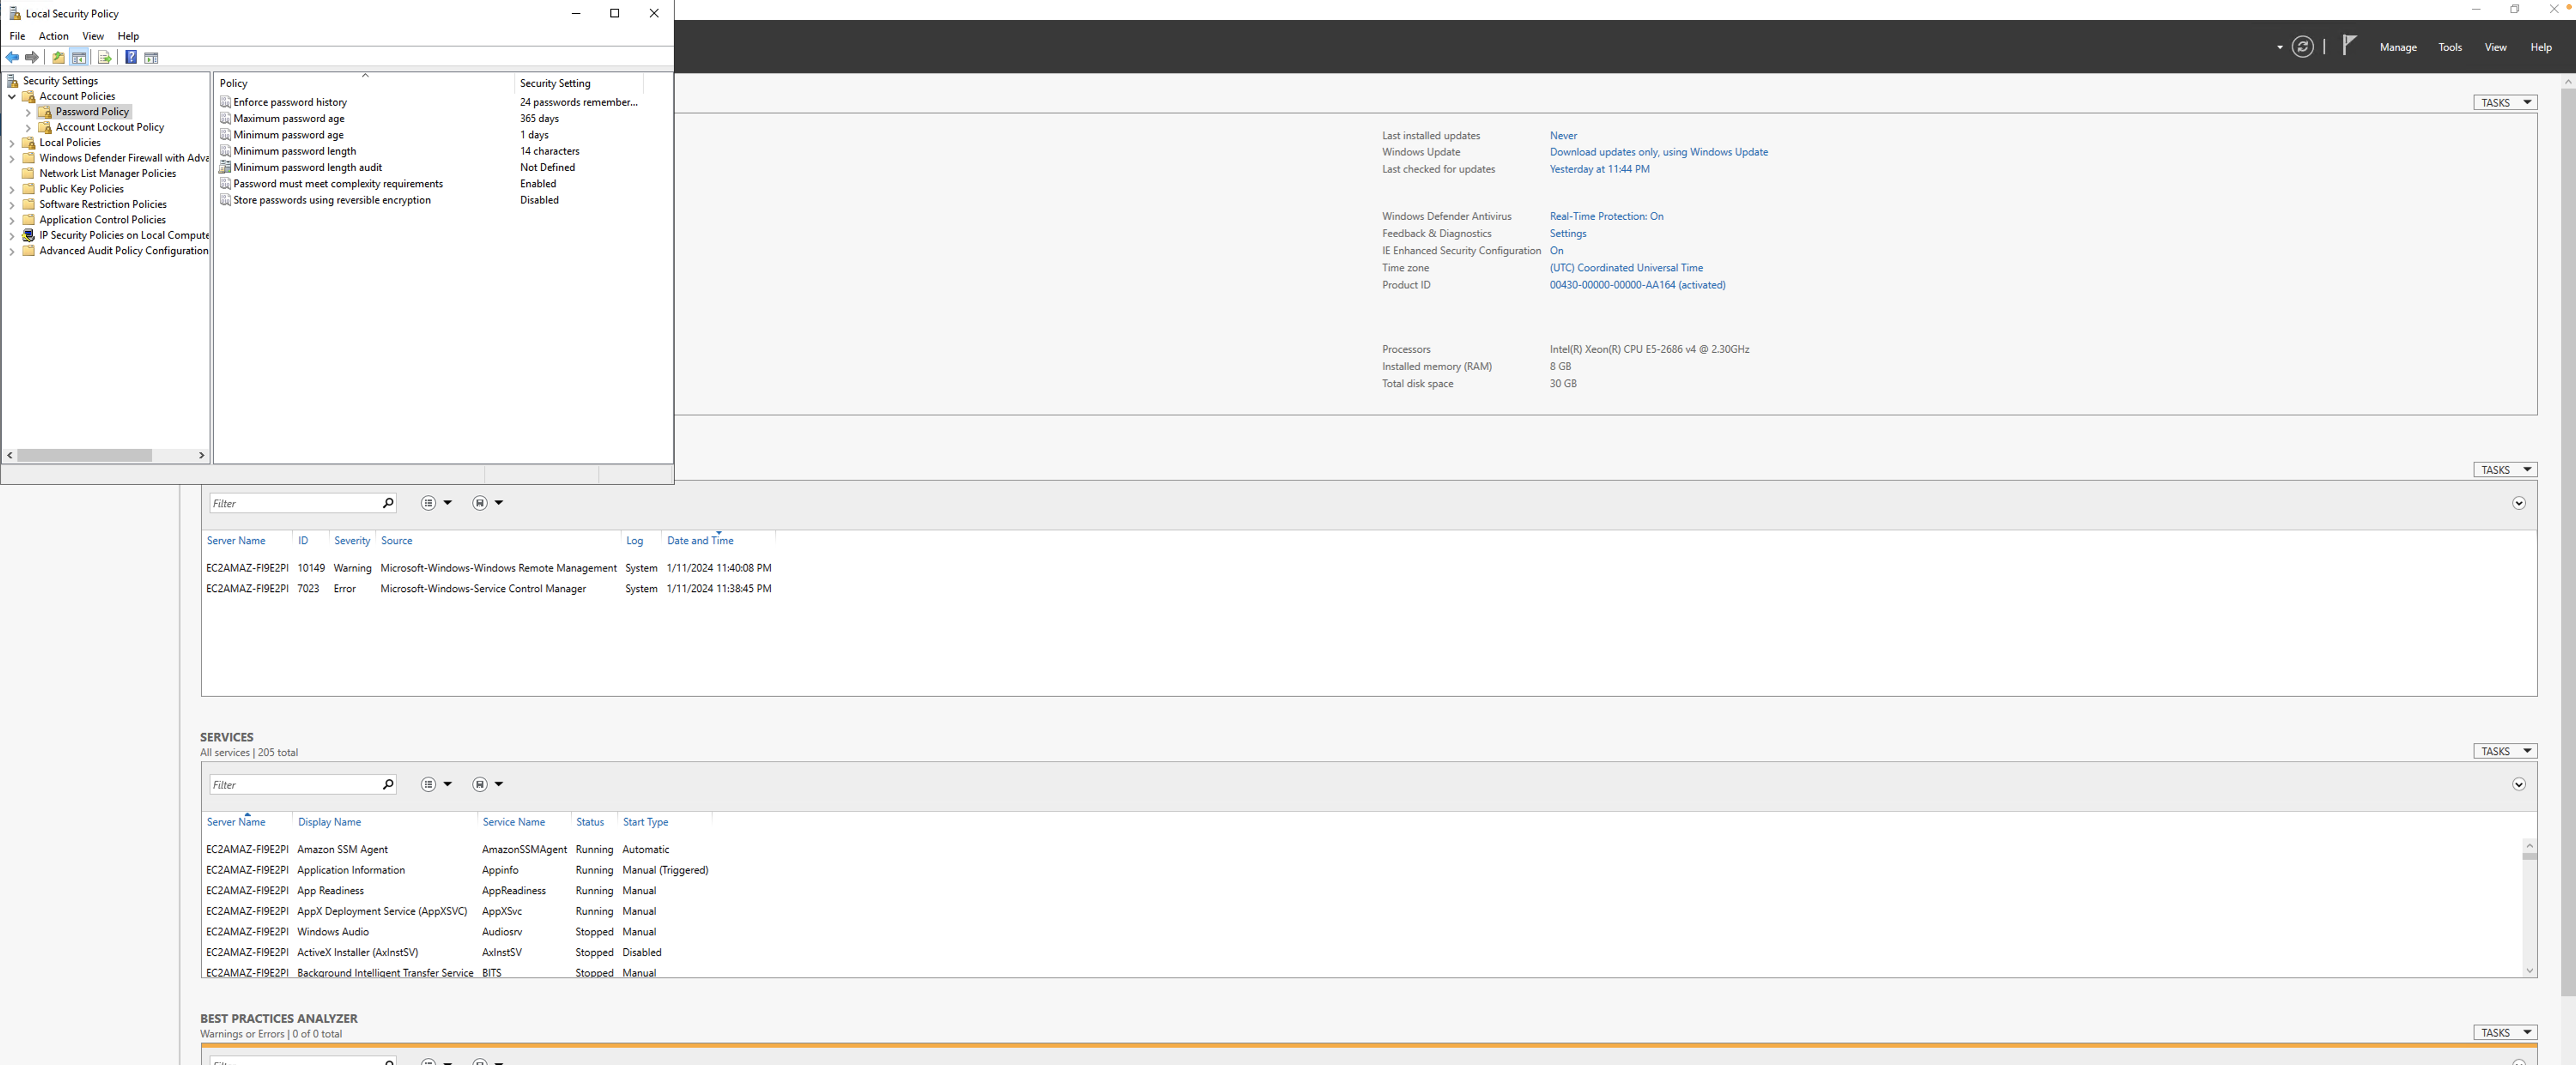 Local Security Policy
File Action View Help
Manage Tools View Help
Security Settings
Account Policies
Password Policy
Account Lockout Policy
Local Policies
Windows Defender Firewall with Adva
Network List Manager Policies
Public Key Policies
Software Restriction Policies
Application Control Policies
IP Security Policies on Local Compute
Advanced Audit Policy Configuration
Policy Security Setting
Enforce password history 24 passwords remember...
Maximum password age 365 days
Minimum password age 1 days
Minimum password length 14 characters
Minimum password length audit Not Defined
Password must meet complexity requirements Enabled
Store passwords using reversible encryption Disabled
TASKS
Last installed updates Never
Windows Update Download updates only, using Windows Update
Last checked for updates Yesterday at 11:44 PM
Windows Defender Antivirus Real-Time Protection: On
Feedback & Diagnostics Settings
IE Enhanced Security Configuration On
Time zone (UTC) Coordinated Universal Time
Product ID 00430-00000-00000-AA164 (activated)
Processors Intel(R) Xeon(R) CPU E5-2686 v4 @ 2.30GHz
Installed memory (RAM) 8 GB
Total disk space 30 GB
TASKS
Filter
Server Name ID Severity Source Log Date and Time
EC2AMAZ-FI9E2PI 10149 Warning Microsoft-Windows-Windows Remote Management System 1/11/2024 11:40:08 PM
EC2AMAZ-FI9E2PI 7023 Error Microsoft-Windows-Service Control Manager System 1/11/2024 11:38:45 PM
SERVICES
All services | 205 total
TASKS
Filter
Server Name Display Name Service Name Status Start Type
EC2AMAZ-FI9E2PI Amazon SSM Agent AmazonSSMAgent Running Automatic
EC2AMAZ-FI9E2PI Application Information Appinfo Running Manual (Triggered)
EC2AMAZ-FI9E2PI App Readiness AppReadiness Running Manual
EC2AMAZ-FI9E2PI AppX Deployment Service (AppXSVC) AppXSvc Running Manual
EC2AMAZ-FI9E2PI Windows Audio Audiosrv Stopped Manual
EC2AMAZ-FI9E2PI ActiveX Installer (AxInstSV) AxInstSV Stopped Disabled
EC2AMAZ-FI9E2PI Background Intelligent Transfer Service BITS Stopped Manual
BEST PRACTICES ANALYZER
Warnings or Errors | 0 of 0 total
TASKS
Filter